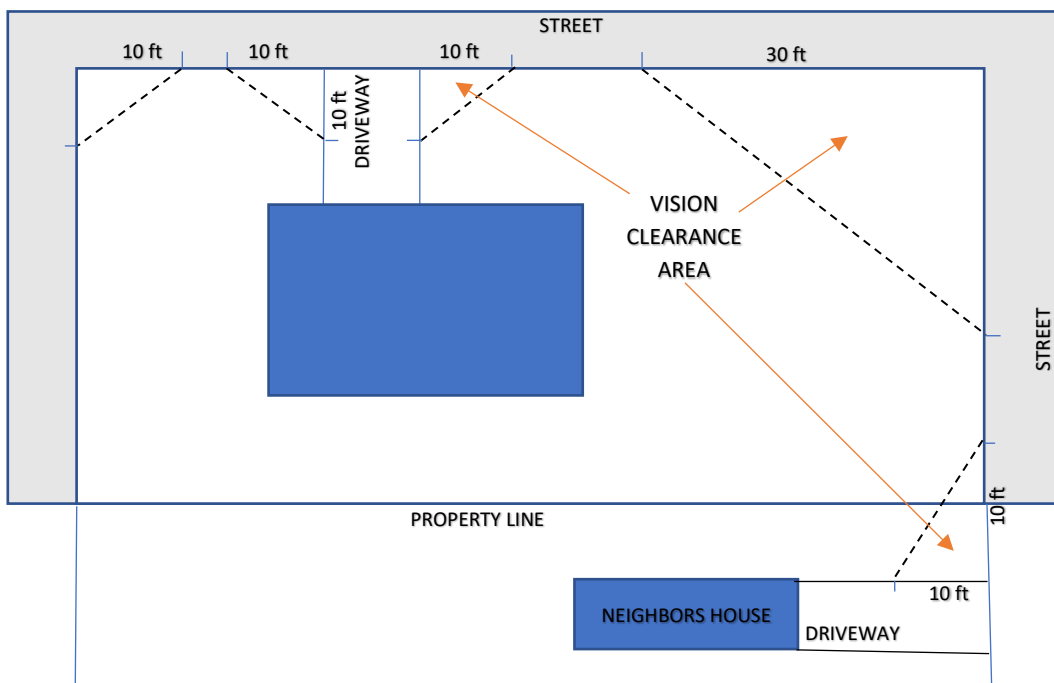 STREET
10 ft
10 ft
10 ft
30 ft
10 ft
DRIVEWAY
VISION
CLEARANCE
AREA
STREET
10 ft
PROPERTY LINE
10 ft
NEIGHBORS HOUSE
DRIVEWAY